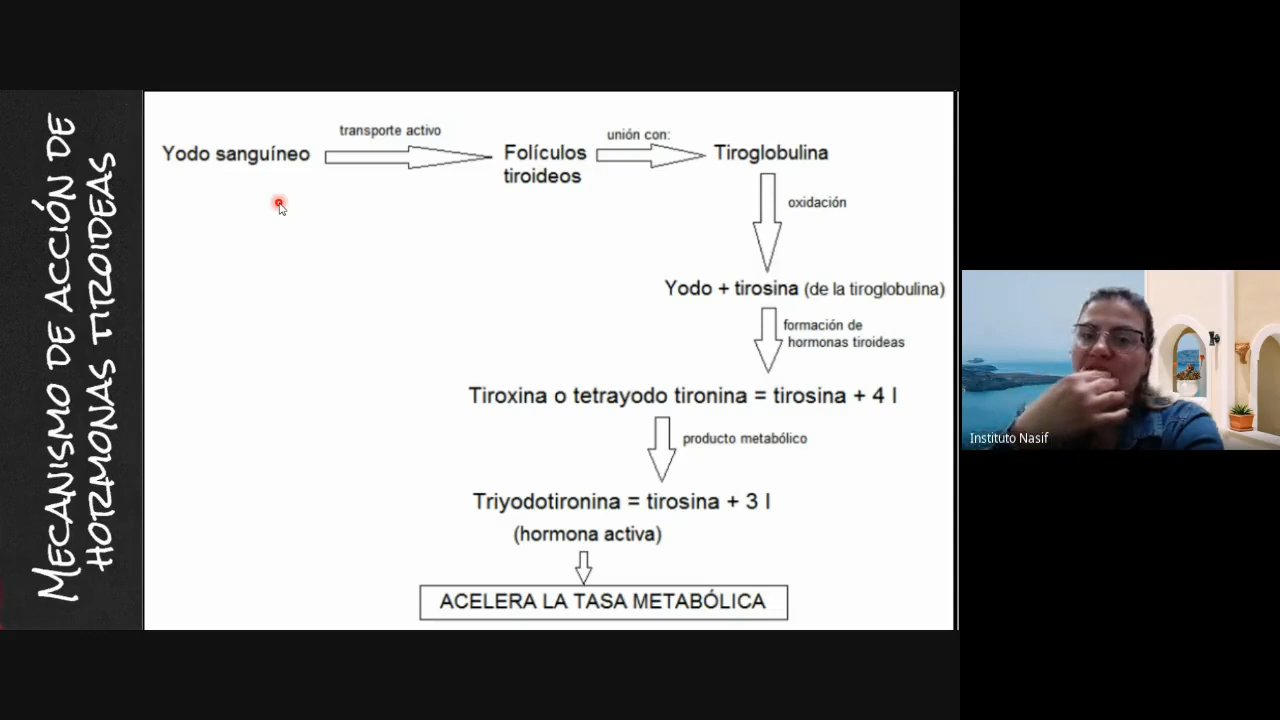 MECANISMO DE ACCIÓN DE
HORMONAS TIROIDEAS
Yodo sanguíneo
transporte activo
Folículos
tiroideos
unión con:
Tiroglobulina
oxidación
Yodo + tirosina (de la tiroglobulina)
formación de
hormonas tiroideas
Tiroxina o tetrayodo tironina = tirosina + 4 I
producto metabólico
Triyodotironina = tirosina + 3 I
(hormona activa)
ACELERA LA TASA METABÓLICA
Instituto Nasif